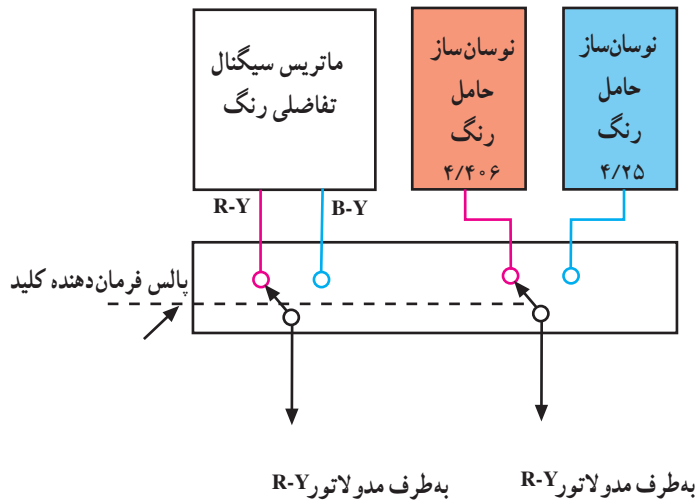 نوسان‌ساز
حامل
رنگ
۴/۲۵
نوسان‌ساز
حامل
رنگ
۴/۴۰۶
ماتریس سیگنال
تفاضلی رنگ
R-Y
B-Y
پالس فرمان‌دهنده کلید
به‌طرف مدولاتور R-Y
به‌طرف مدولاتور R-Y